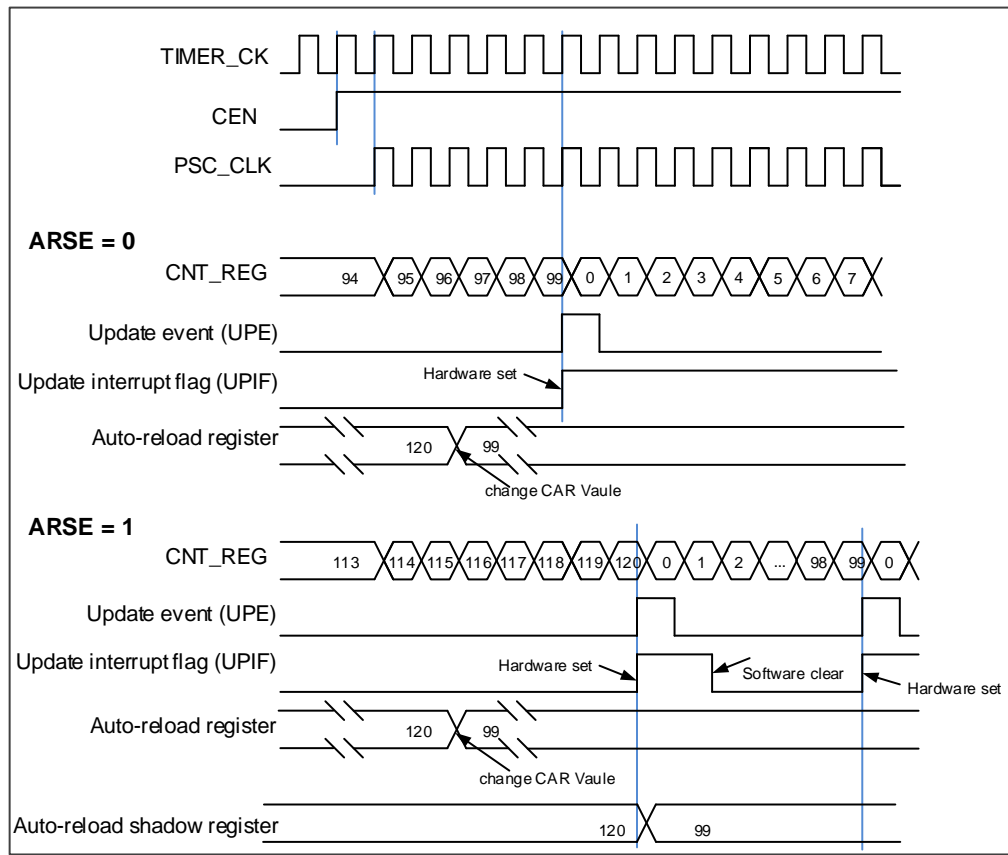 TIMER_CK
CEN
PSC_CLK
ARSE = 0
CNT_REG 94 95 96 97 98 99 0 1 2 3 4 5 6 7
Update event (UPE)
Update interrupt flag (UPIF) Hardware set
Auto-reload register 120 99
change CAR Vaule
ARSE = 1
CNT_REG 113 114 115 116 117 118 119 120 0 1 2 ... 98 99 0
Update event (UPE)
Update interrupt flag (UPIF) Hardware set Software clear Hardware set
Auto-reload register 120 99
change CAR Vaule
Auto-reload shadow register 120 99